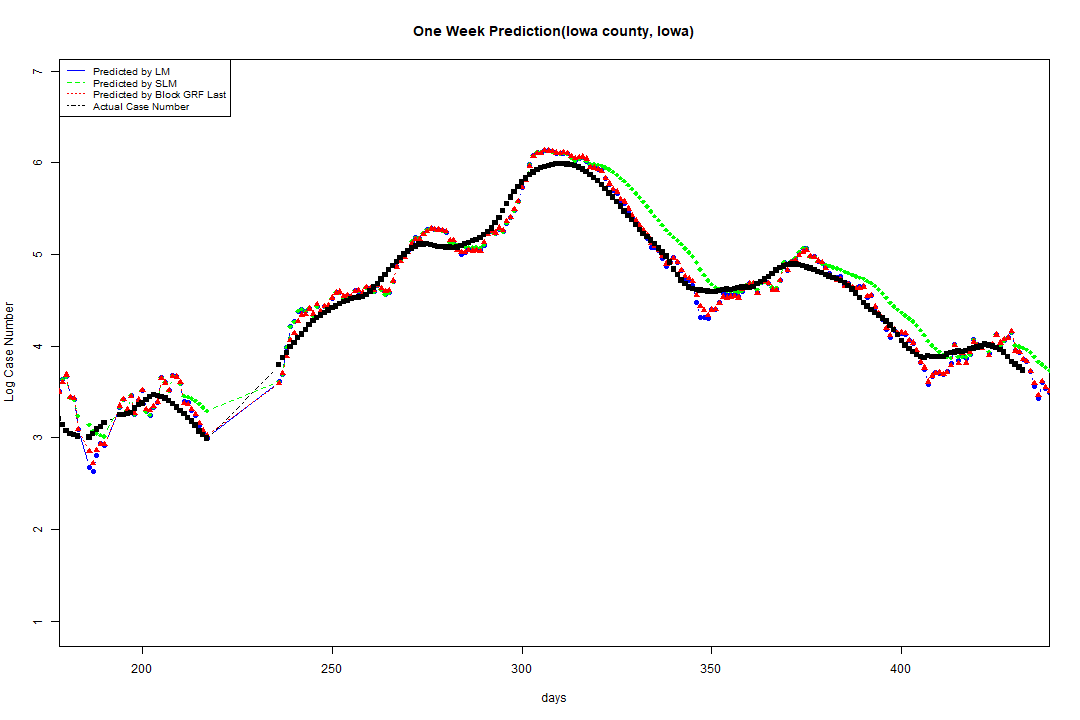 One Week Prediction(Iowa county, Iowa)
Predicted by LM
Predicted by SLM
Predicted by Block GRF Last
Actual Case Number
Log Case Number
7
6
5
4
3
2
1
200 250 300 350 400
days